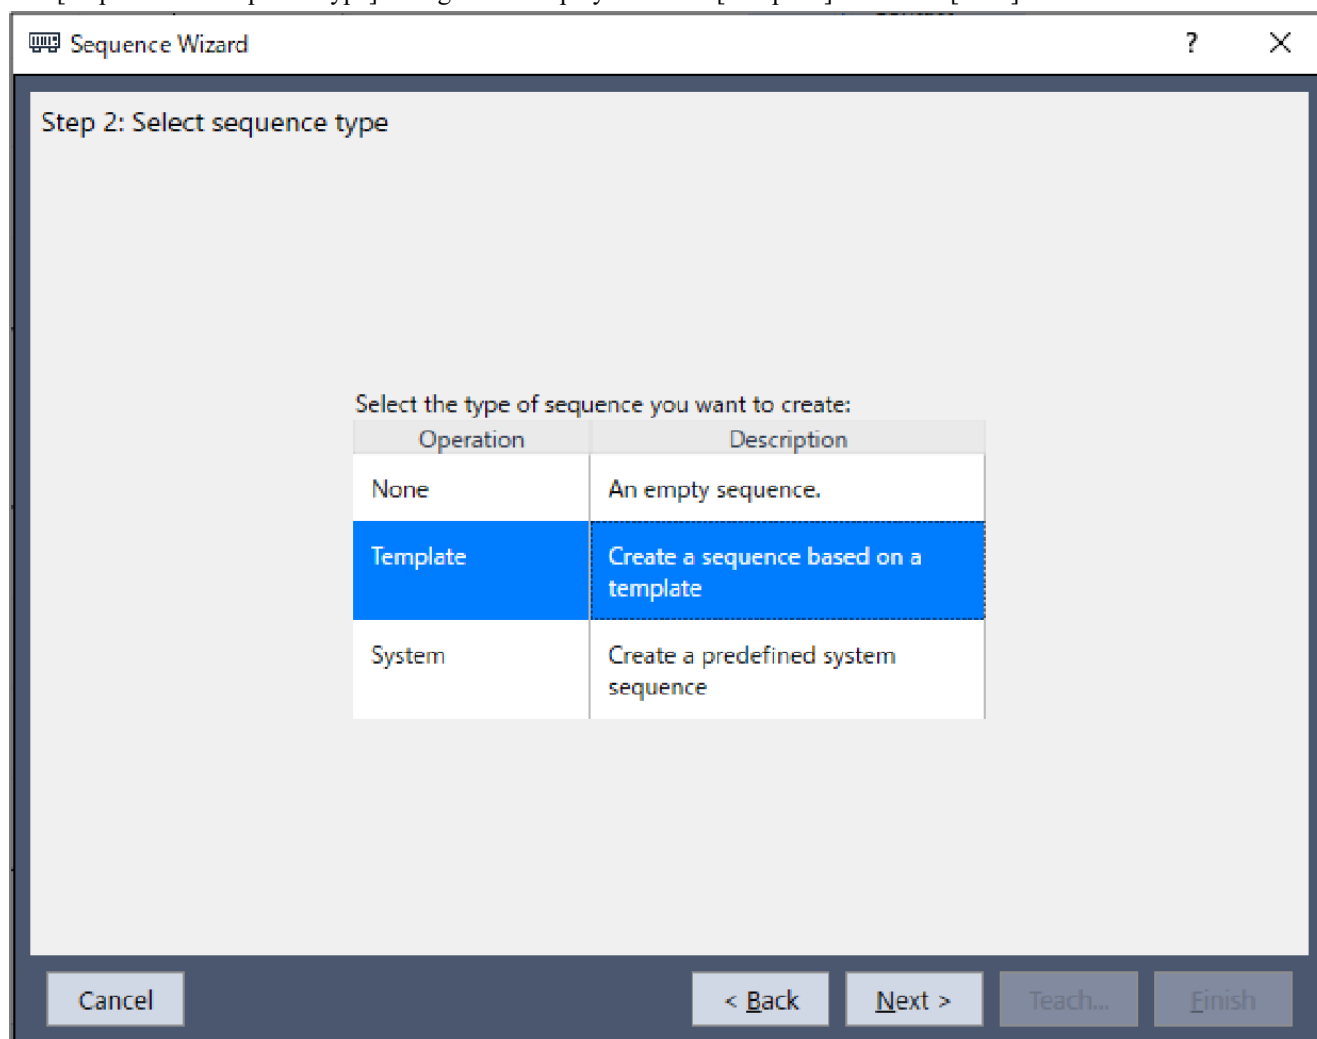 Sequence Wizard
?
Step 2: Select sequence type
Select the type of sequence you want to create:
Operation Description
None An empty sequence.
Template Create a sequence based on a
template
System Create a predefined system
sequence
Cancel < Back Next > Teach... Finish